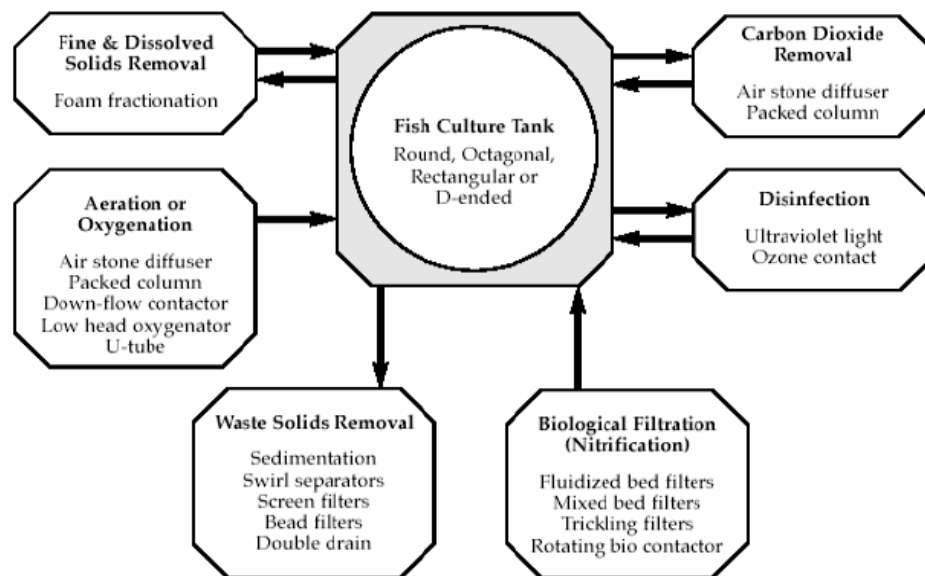 Fine & Dissolved
Solids Removal
Foam fractionation
Carbon Dioxide
Removal
Air stone diffuser
Packed column
Fish Culture Tank
Round, Octagonal,
Rectangular or
D-ended
Aeration or
Oxygenation
Air stone diffuser
Packed column
Down-flow contactor
Low head oxygenator
U-tube
Disinfection
Ultraviolet light
Ozone contact
Waste Solids Removal
Sedimentation
Swirl separators
Screen filters
Bead filters
Double drain
Biological Filtration
(Nitrification)
Fluidized bed filters
Mixed bed filters
Trickling filters
Rotating bio contactor